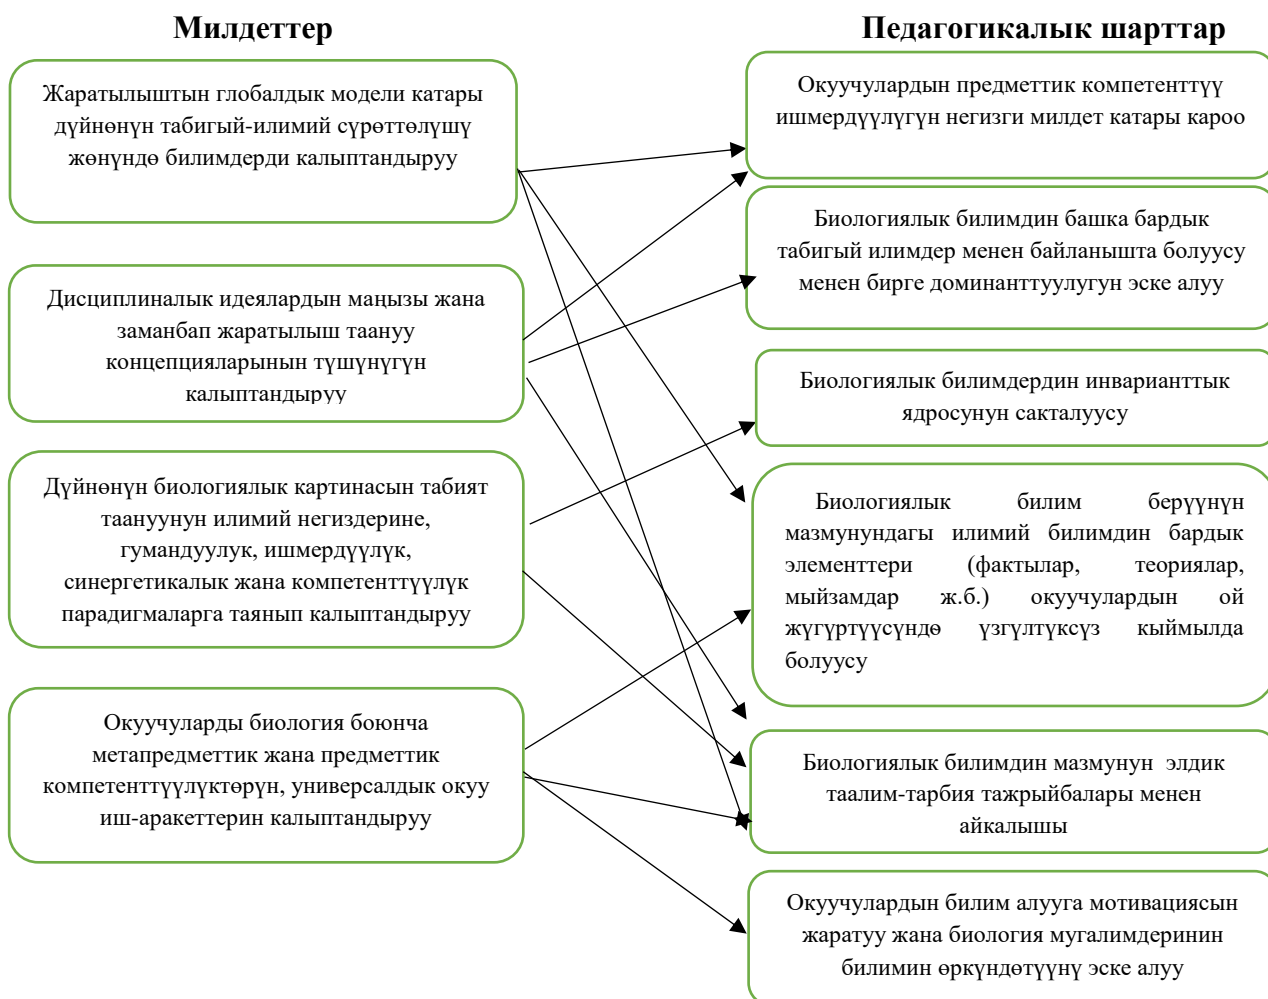 Милдеттер
Педагогикалык шарттар
Жаратылыштын глобалдык модели катары
дүйнөнүн табигый-илимий сүрөттөлүшү
жөнүндө билимдерди калыптандыруу
Дисциплиналык идеялардын маңызы жана
заманбап жаратылыш таануу
концепцияларынын түшүнүгүн
калыптандыруу
Дүйнөнүн биологиялык картинасын табият
таануунун илимий негиздерине,
гумандуулук, ишмердүүлүк,
синергетикалык жана компетенттүүлүк
парадигмаларга таянып калыптандыруу
Окуучуларды биология боюнча
метапредметтик жана предметтик
компетенттүүлүктөрүн, универсалдык окуу
иш-аракеттерин калыптандыруу
Окуучулардын предметтик компетенттүү
ишмердүүлүгүн негизги милдет катары кароо
Биологиялык билимдин башка бардык
табигый илимдер менен байланышта болуусу
менен бирге доминанттуулугун эске алуу
Биологиялык билимдердин инварианттык
ядросунун сакталуусу
Биологиялык билим берүүнүн
мазмунундагы илимий билимдин бардык
элементтери (фактылар, теориялар,
мыйзамдар ж.б.) окуучулардын ой
жүгүртүүсүндө үзгүлтүксүз кыймылда
болуусу
Биологиялык билимдин мазмунун элдик
таалим-тарбия тажрыйбалары менен
айкалышы
Окуучулардын билим алууга мотивациясын
жаратуу жана биология мугалимдеринин
билимин өркүндөтүүнү эске алуу